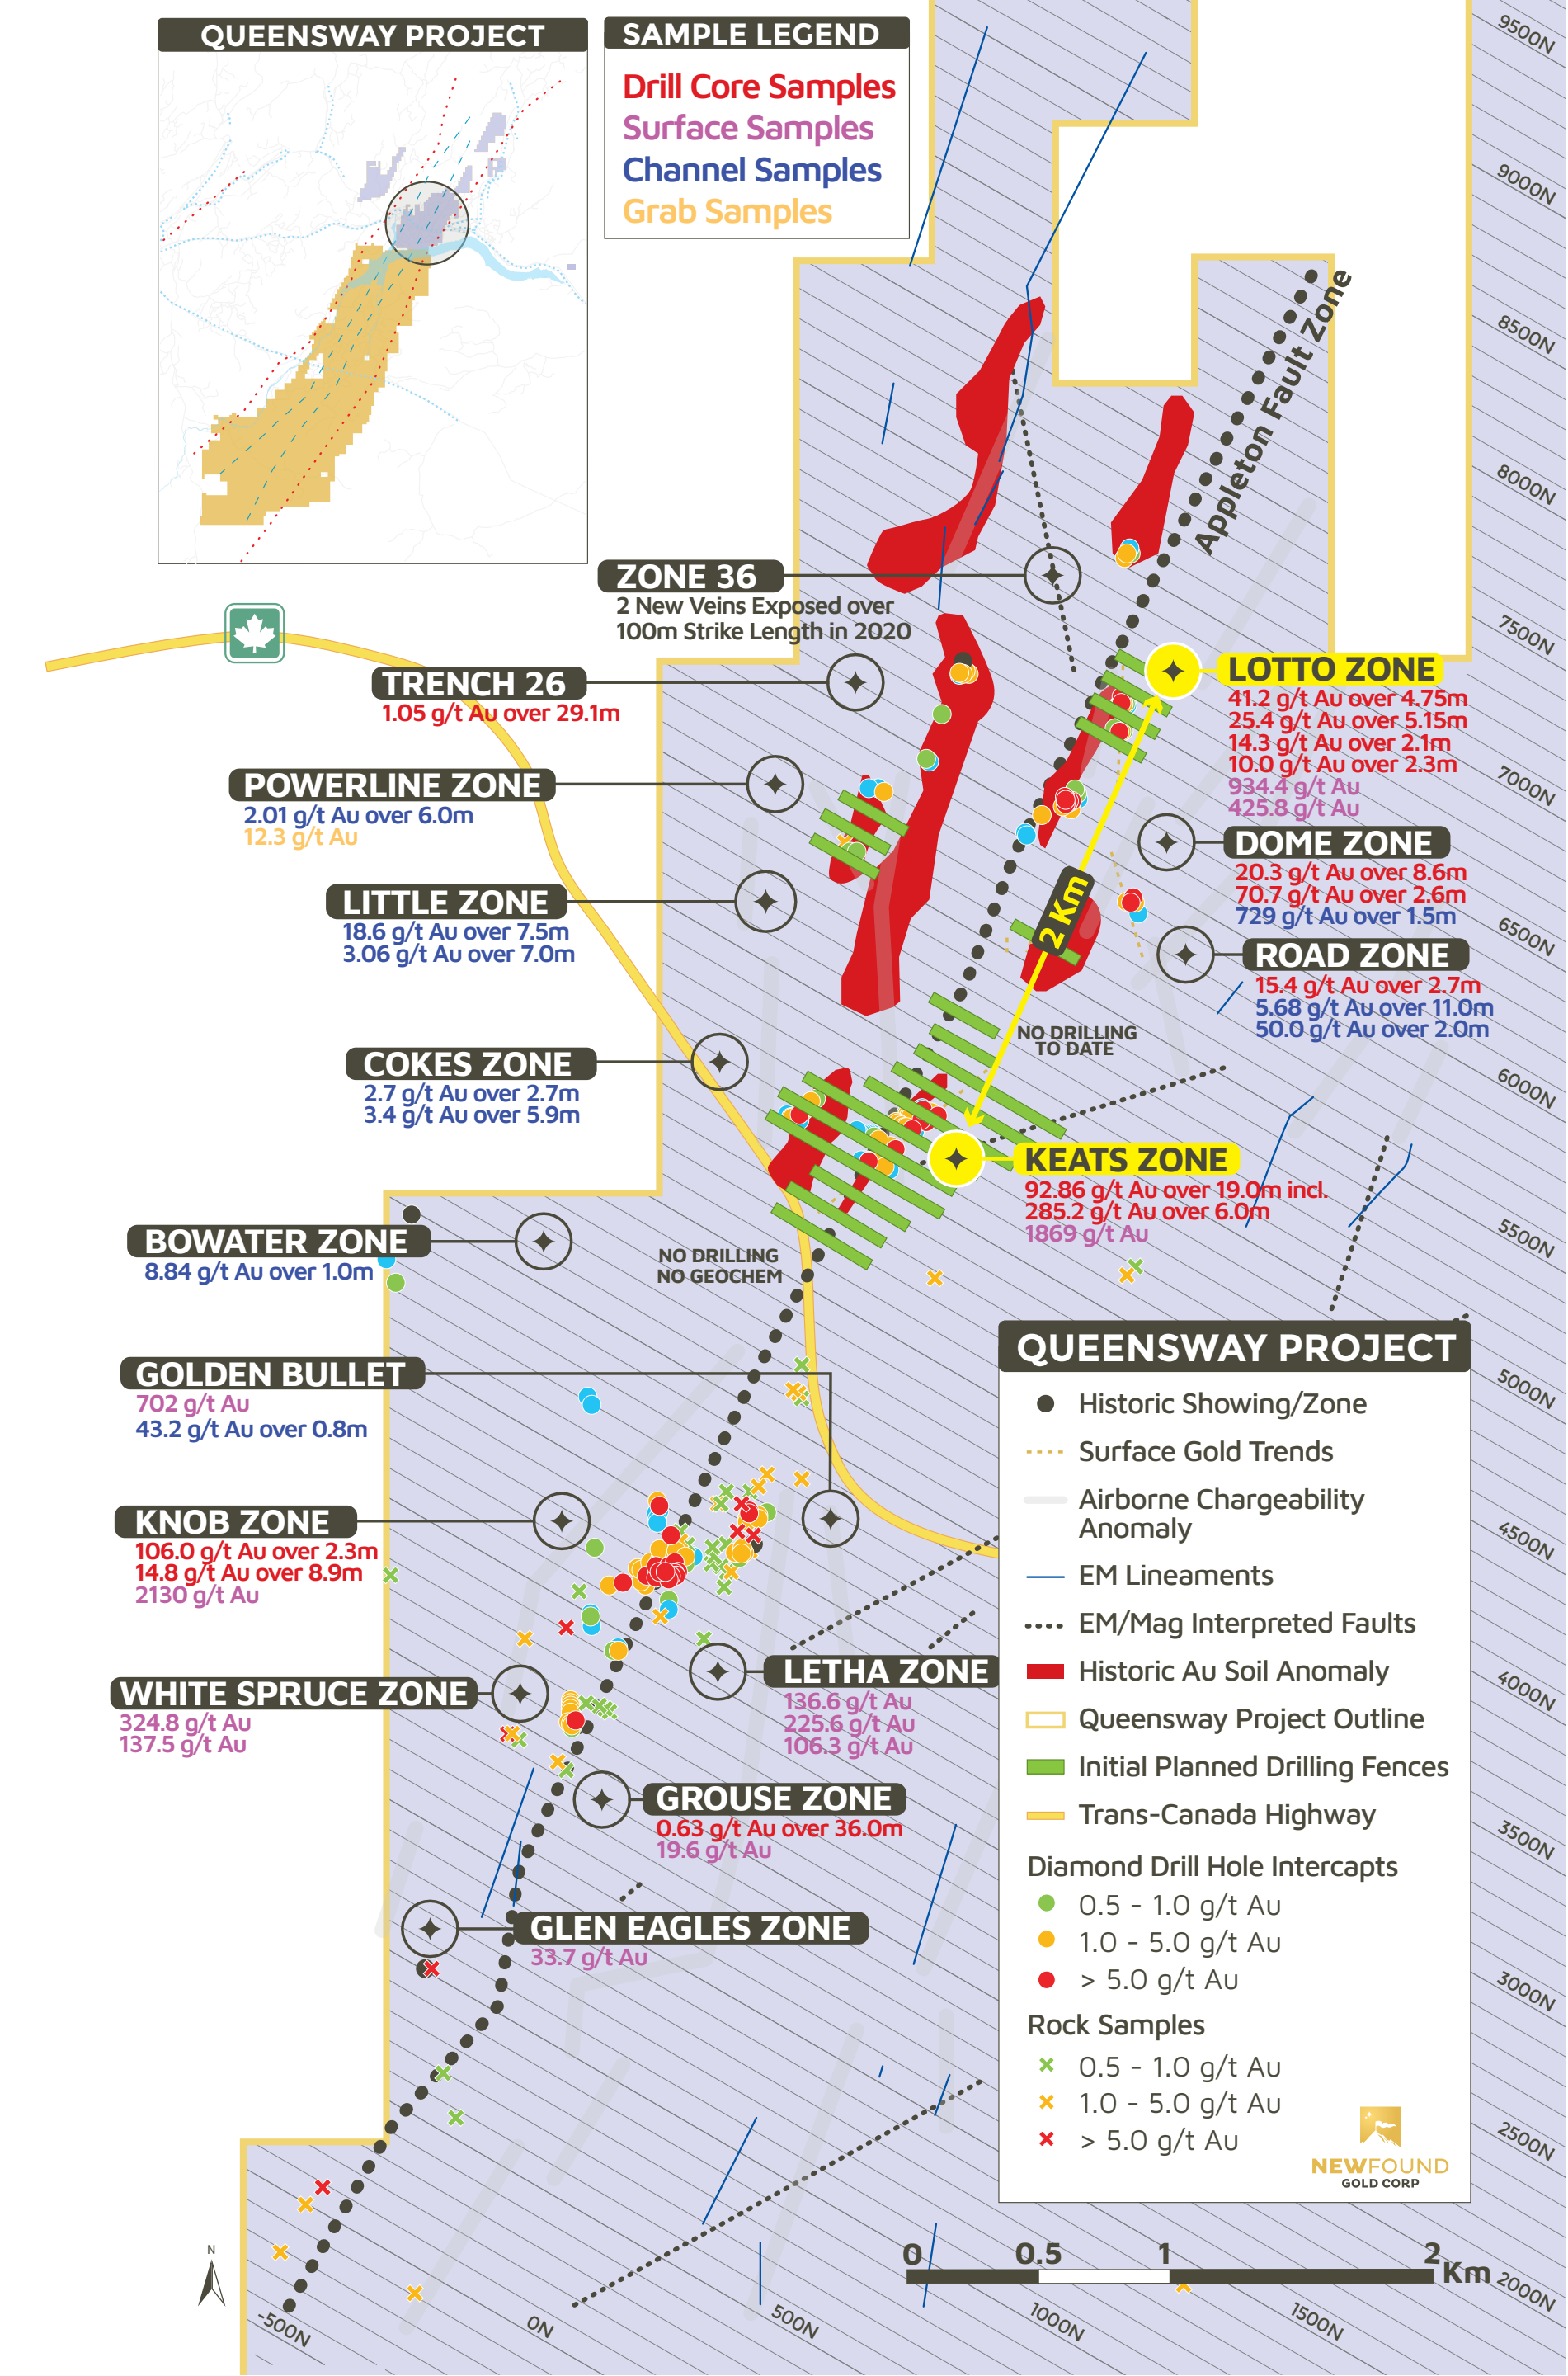 QUEENSWAY PROJECT
SAMPLE LEGEND
Drill Core Samples
Surface Samples
Channel Samples
Grab Samples
9500N
9000N
8500N
8000N
7500N
7000N
6500N
6000N
5500N
5000N
4500N
4000N
3500N
3000N
2500N
2000N
Appleton Fault Zone
ZONE 36
2 New Veins Exposed over
100m Strike Length in 2020
TRENCH 26
1.05 g/t Au over 29.1m
LOTTO ZONE
41.2 g/t Au over 4.75m
25.4 g/t Au over 5.15m
14.3 g/t Au over 2.1m
10.0 g/t Au over 2.3m
934.4 g/t Au
425.8 g/t Au
POWERLINE ZONE
2.01 g/t Au over 6.0m
12.3 g/t Au
DOME ZONE
20.3 g/t Au over 8.6m
70.7 g/t Au over 2.6m
729 g/t Au over 1.5m
LITTLE ZONE
18.6 g/t Au over 7.5m
3.06 g/t Au over 7.0m
2 Km
ROAD ZONE
15.4 g/t Au over 2.7m
5.68 g/t Au over 11.0m
50.0 g/t Au over 2.0m
NO DRILLING
TO DATE
COKES ZONE
2.7 g/t Au over 2.7m
3.4 g/t Au over 5.9m
KEATS ZONE
92.86 g/t Au over 19.0m incl.
285.2 g/t Au over 6.0m
1869 g/t Au
BOWATER ZONE
8.84 g/t Au over 1.0m
NO DRILLING
NO GEOCHEM
GOLDEN BULLET
702 g/t Au
43.2 g/t Au over 0.8m
KNOB ZONE
106.0 g/t Au over 2.3m
14.8 g/t Au over 8.9m
2130 g/t Au
WHITE SPRUCE ZONE
324.8 g/t Au
137.5 g/t Au
LETHA ZONE
136.6 g/t Au
225.6 g/t Au
106.3 g/t Au
GROUSE ZONE
0.63 g/t Au over 36.0m
19.6 g/t Au
GLEN EAGLES ZONE
33.7 g/t Au
QUEENSWAY PROJECT
Historic Showing/Zone
Surface Gold Trends
Airborne Chargeability
Anomaly
EM Lineaments
EM/Mag Interpreted Faults
Historic Au Soil Anomaly
Queensway Project Outline
Initial Planned Drilling Fences
Trans-Canada Highway
Diamond Drill Hole Intercapts
0.5 - 1.0 g/t Au
1.0 - 5.0 g/t Au
> 5.0 g/t Au
Rock Samples
0.5 - 1.0 g/t Au
1.0 - 5.0 g/t Au
> 5.0 g/t Au
NEWFOUND
GOLD CORP
N
0 0.5 1 2 Km
-500N
0N
500N
1000N
1500N